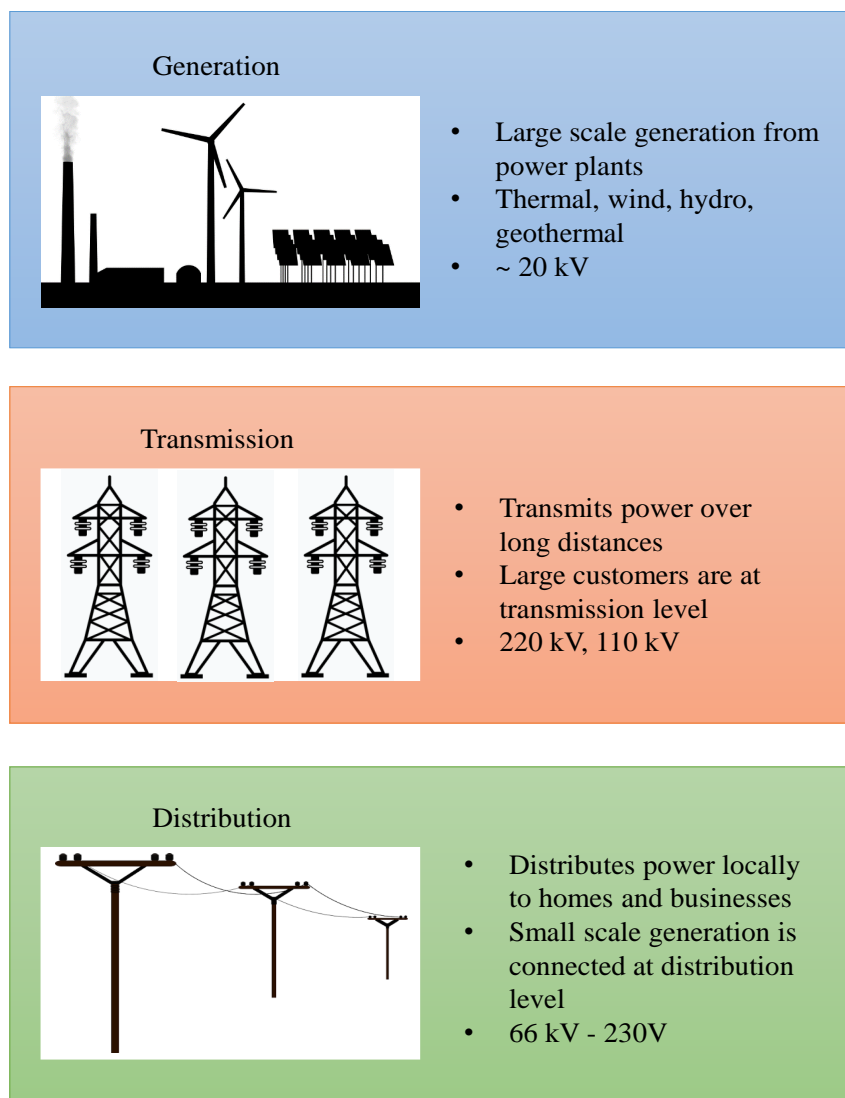 Generation
• Large scale generation from
power plants
• Thermal, wind, hydro,
geothermal
• ~ 20 kV
Transmission
• Transmits power over
long distances
• Large customers are at
transmission level
• 220 kV, 110 kV
Distribution
• Distributes power locally
to homes and businesses
• Small scale generation is
connected at distribution
level
• 66 kV - 230V